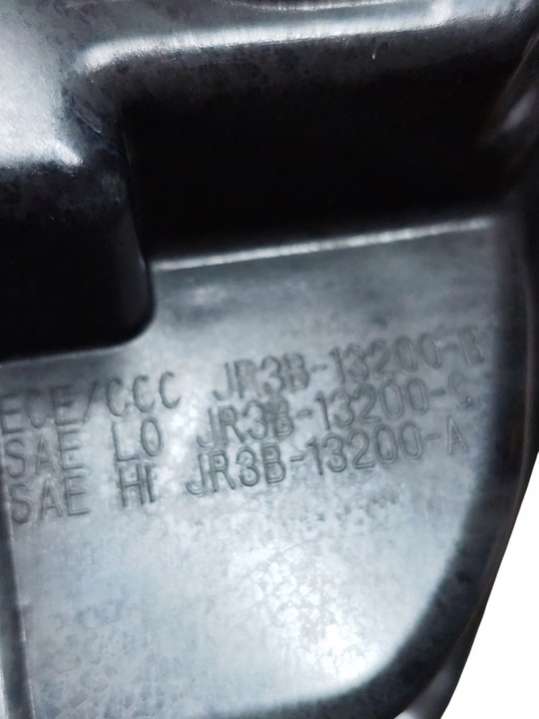 ECE/CCC JR3B-13200-B
SAE LO JR3B-13200-C
SAE HI JR3B-13200-A